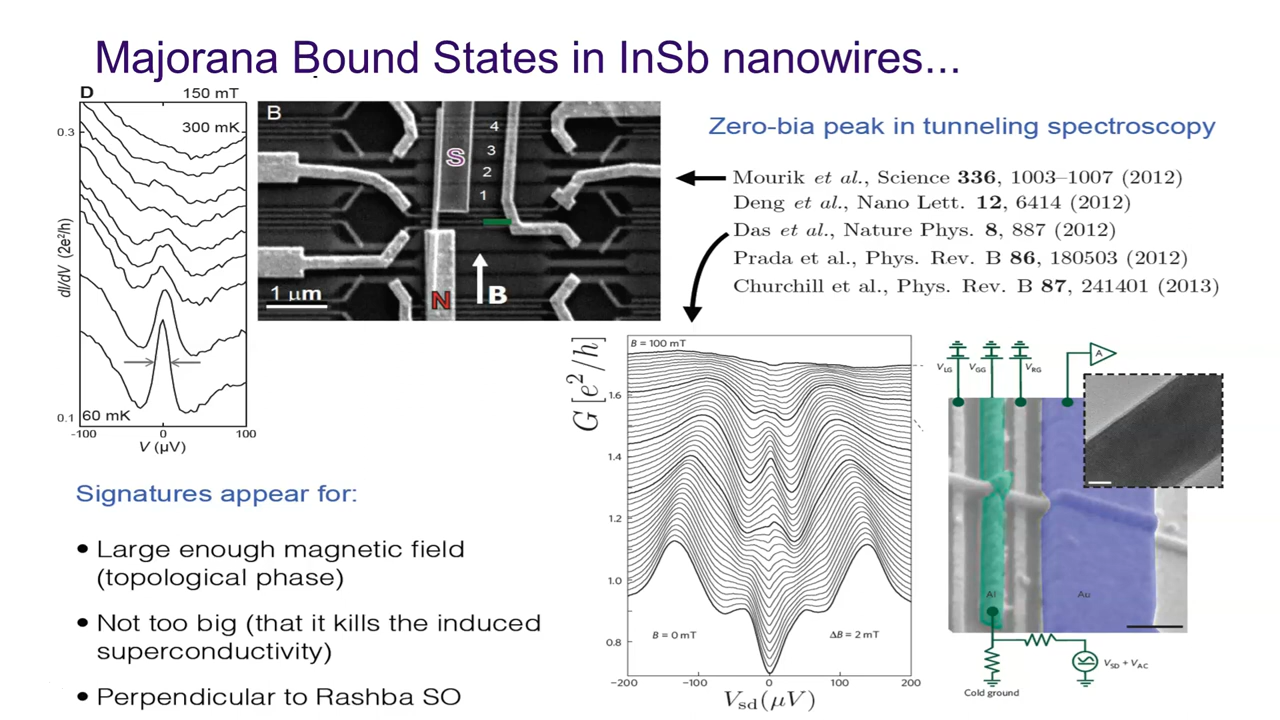 Majorana Bound States in InSb nanowires...
D
150 mT
300 mK
0.3
dI/dV (2e²/h)
0.1
60 mK
-100
0
100
V (µV)
B
S
4
3
2
1
N
B
1 µm
Zero-bia peak in tunneling spectroscopy
Mourik et al., Science 336, 1003–1007 (2012)
Deng et al., Nano Lett. 12, 6414 (2012)
Das et al., Nature Phys. 8, 887 (2012)
Prada et al., Phys. Rev. B 86, 180503 (2012)
Churchill et al., Phys. Rev. B 87, 241401 (2013)
Signatures appear for:
• Large enough magnetic field
(topological phase)
• Not too big (that it kills the induced
superconductivity)
• Perpendicular to Rashba SO
G [e²/h]
B = 100 mT
1.6
1.4
1.2
1.0
0.8
B = 0 mT
ΔB = 2 mT
−200
−100
0
100
200
V_sd (µV)
V_LG
V_GG
V_RG
A
Al
Au
V_SD + V_AC
Cold ground